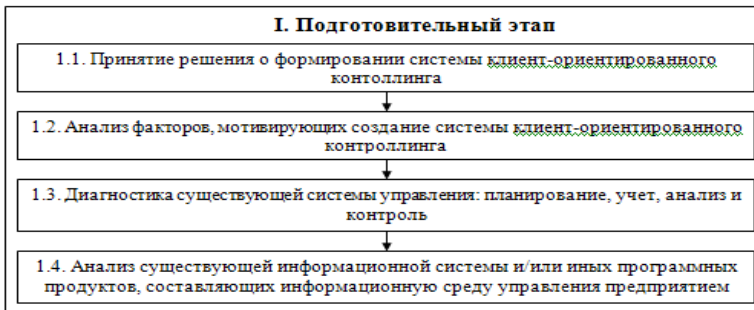 I. Подготовительный этап
1.1. Принятие решения о формировании системы клиент-ориентированного
контоллинга
1.2. Анализ факторов, мотивирующих создание системы клиент-ориентированного
контроллинга
1.3. Диагностика существующей системы управления: планирование, учет, анализ и
контроль
1.4. Анализ существующей информационной системы и/или иных программных
продуктов, составляющих информационную среду управления предприятием